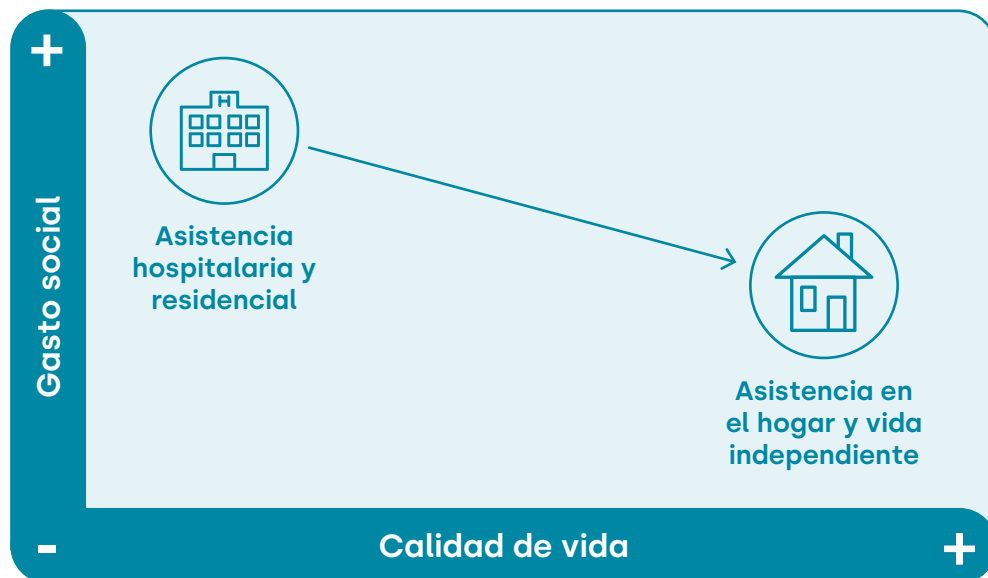 +
Gasto social
H
Asistencia
hospitalaria y
residencial
Asistencia en
el hogar y vida
independiente
-
Calidad de vida
+